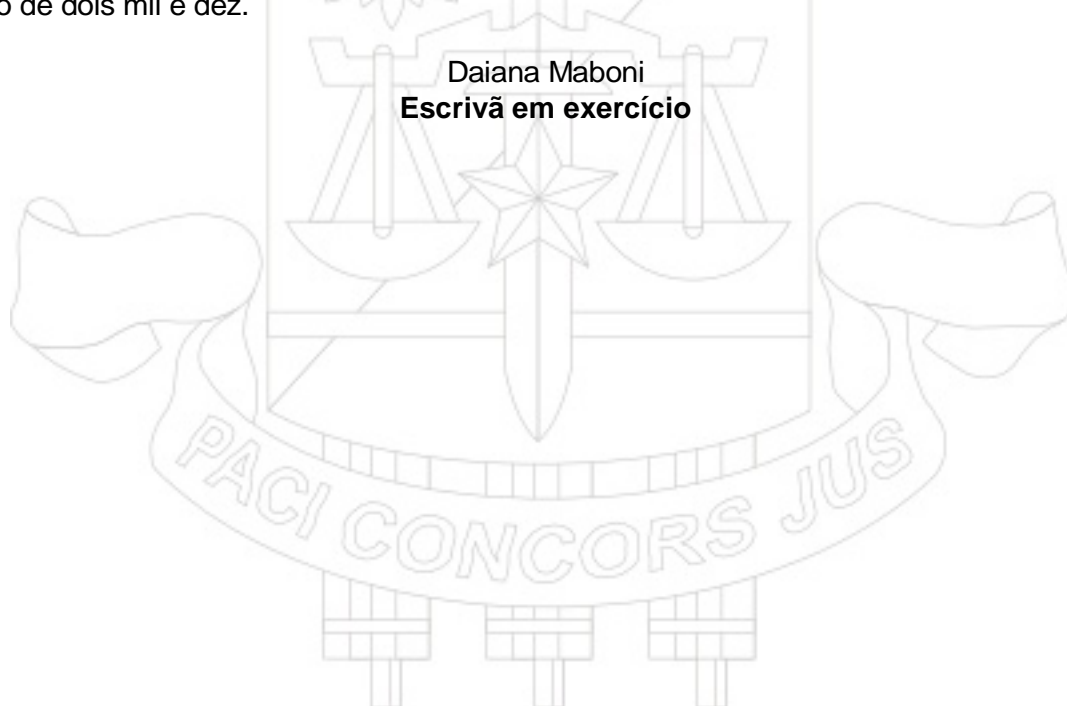 o de dois mil e dez.
Daiana Maboni
Escrivã em exercício
PACI CONCORS JUS